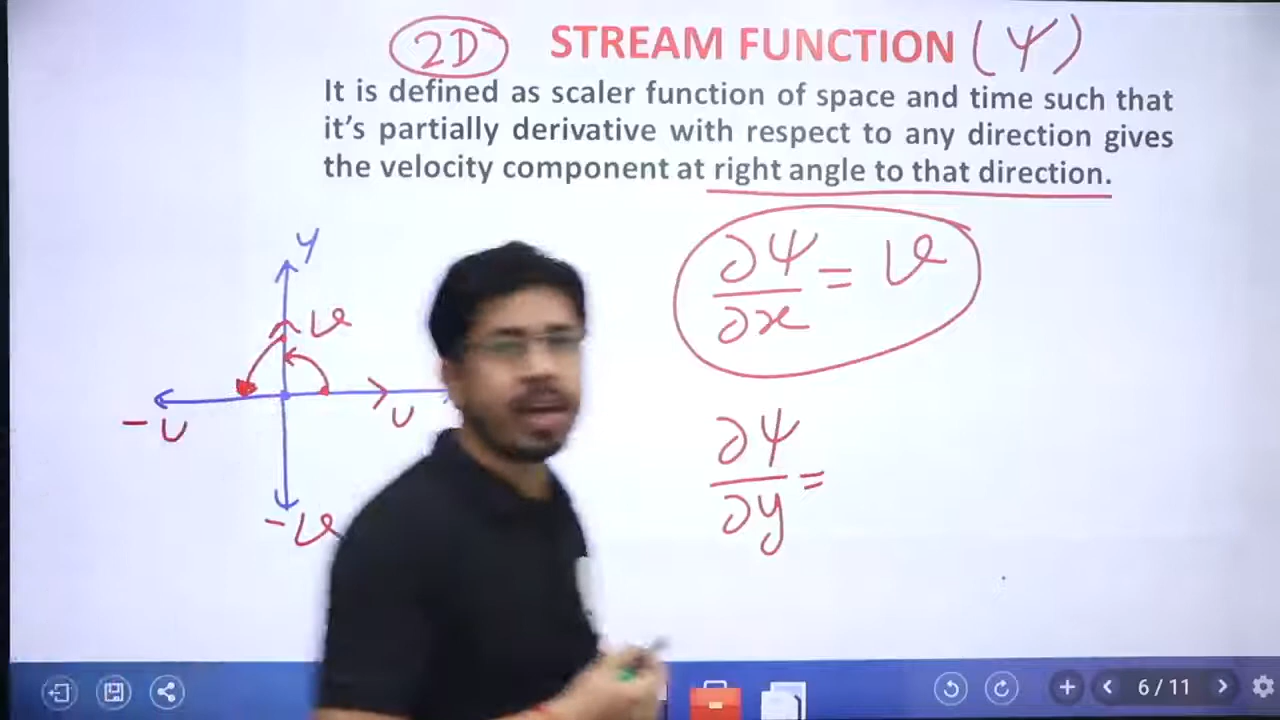 2D STREAM FUNCTION (ψ)
It is defined as scaler function of space and time such that
it's partially derivative with respect to any direction gives
the velocity component at right angle to that direction.
y
v
-u
u
-v
∂ψ/∂x = v
∂ψ/∂y =
6 / 11